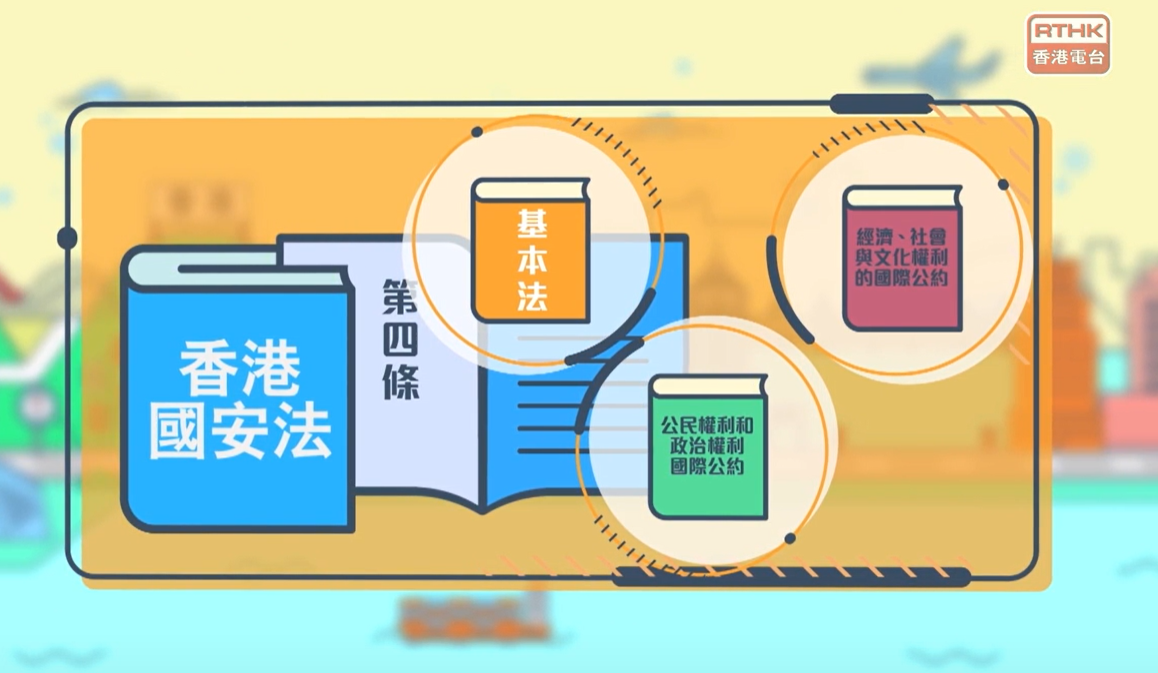 RTHK
香港電台
香港
國安法
第四條
基本法
經濟、社會
與文化權利
的國際公約
公民權利和
政治權利
國際公約